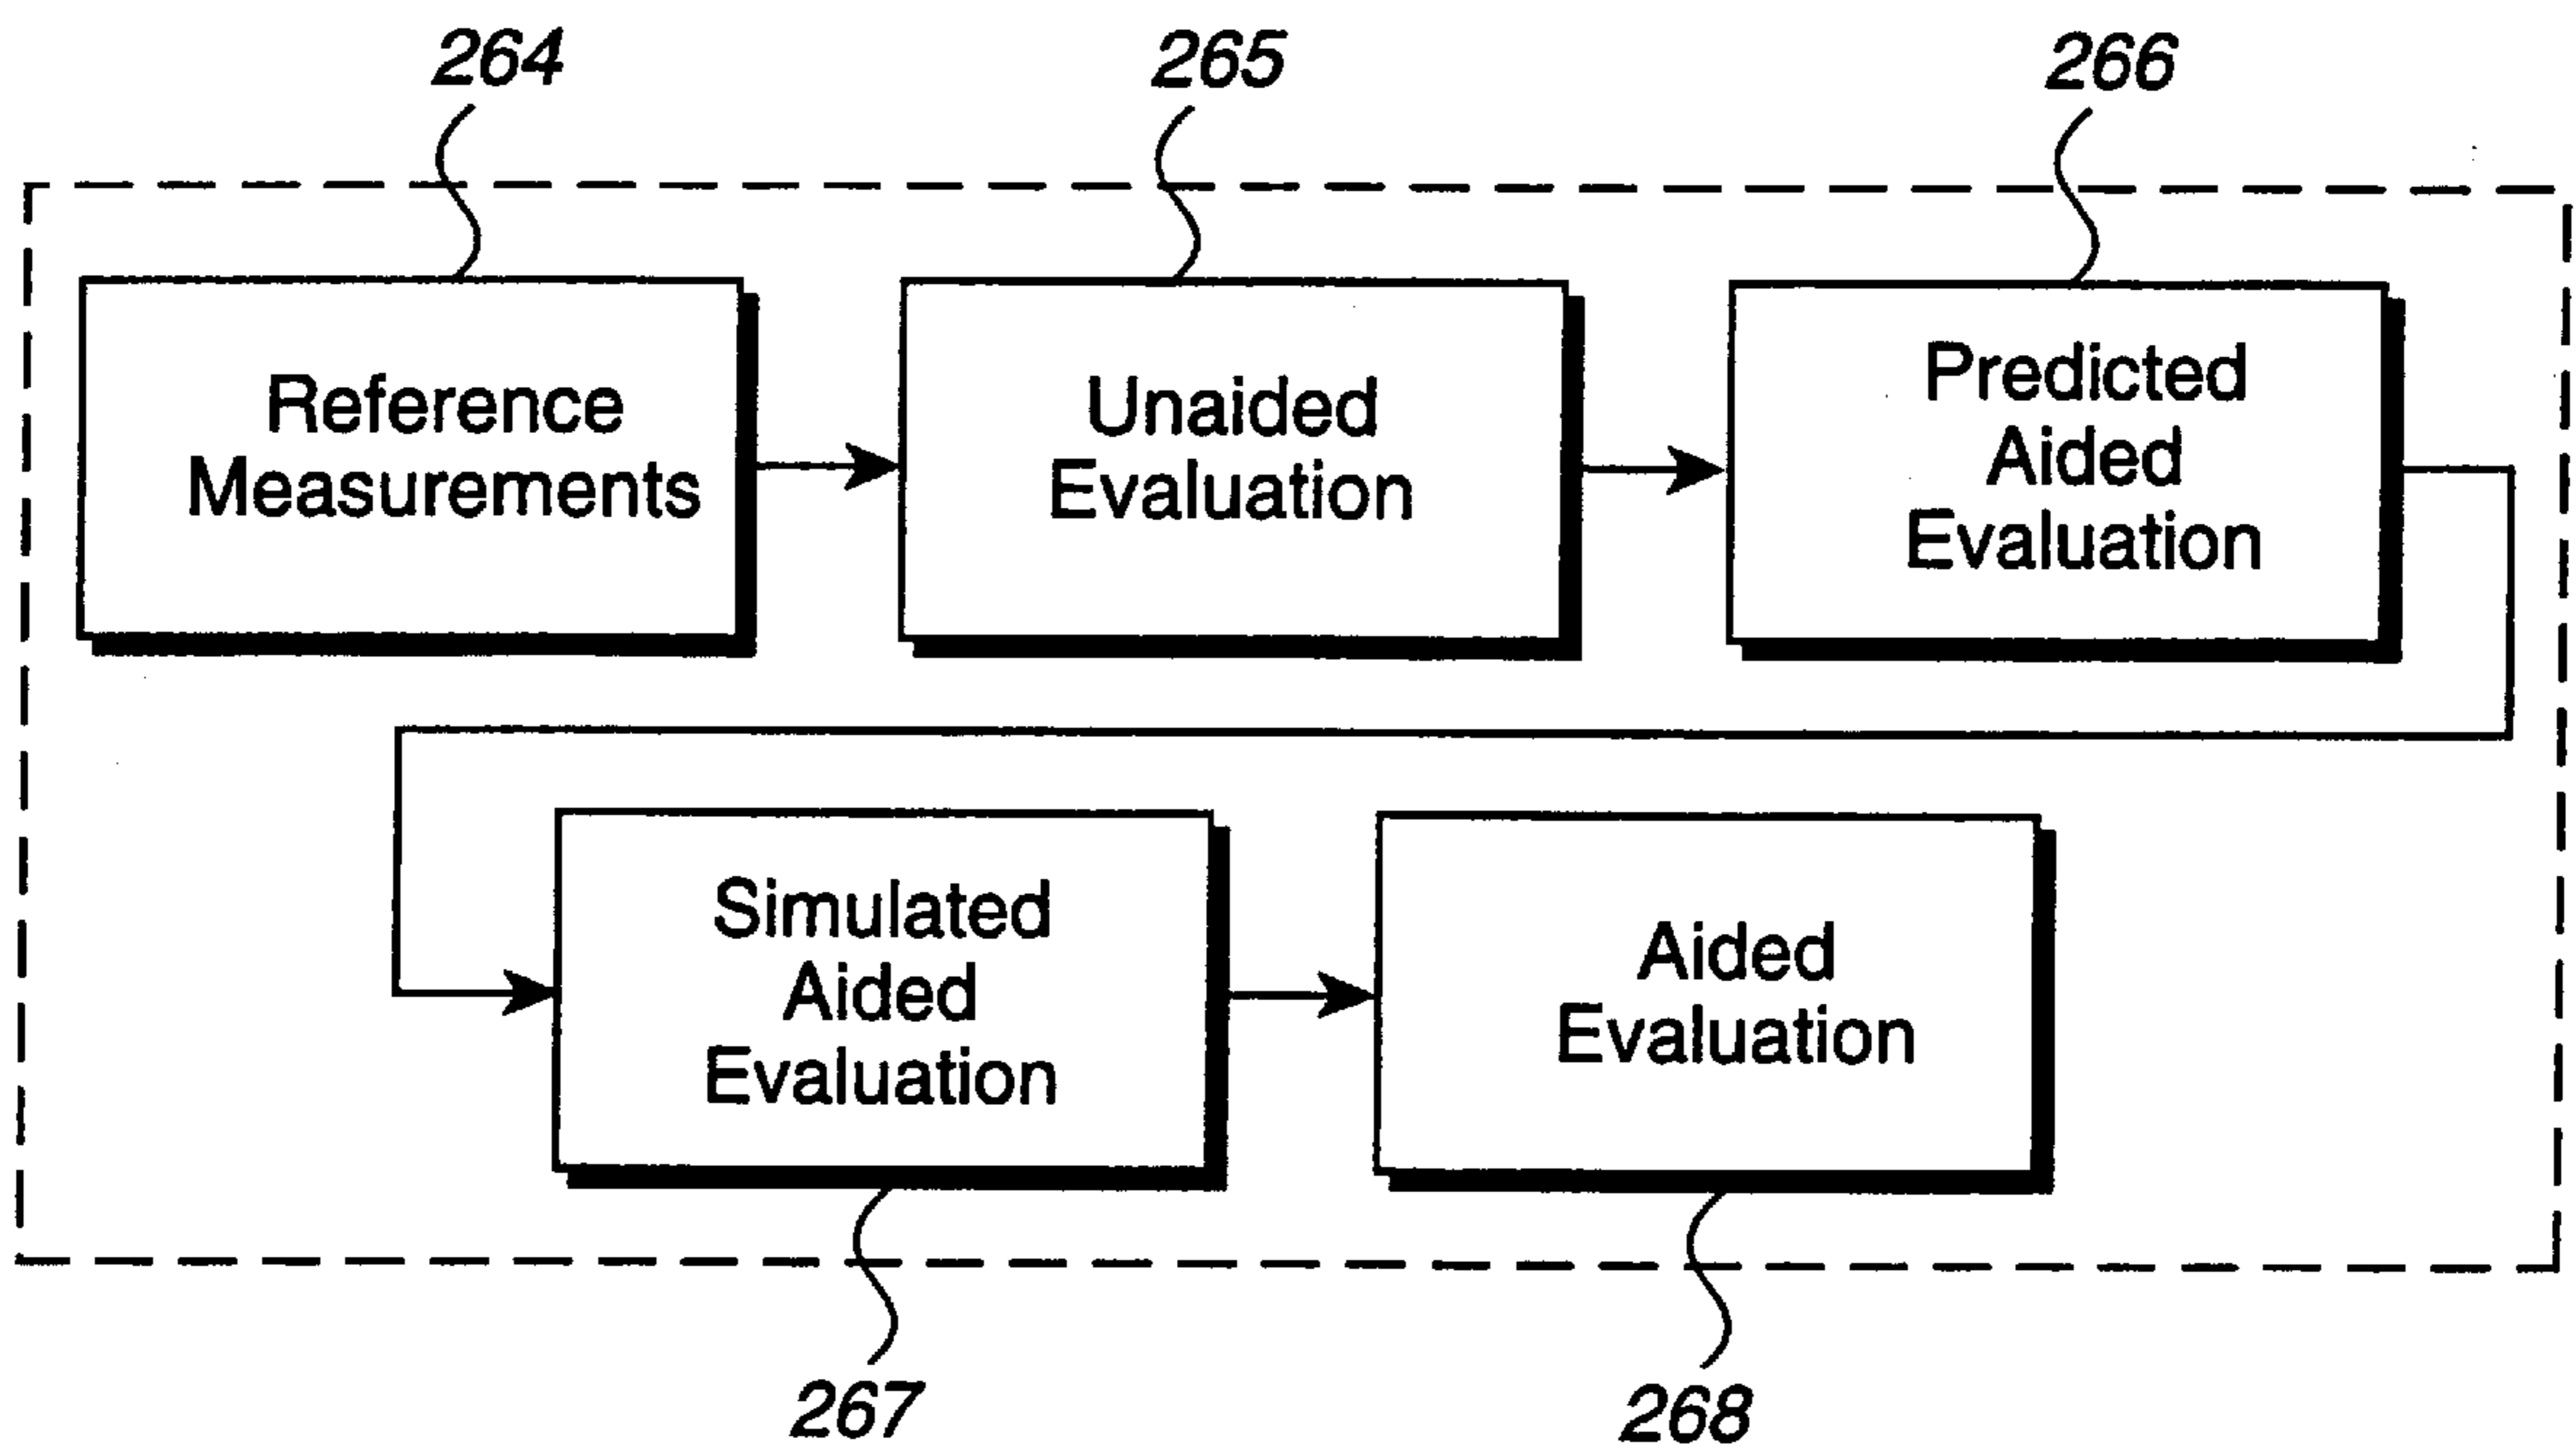 264
265
266
Reference
Measurements
Unaided
Evaluation
Predicted
Aided
Evaluation
Simulated
Aided
Evaluation
Aided
Evaluation
267
268